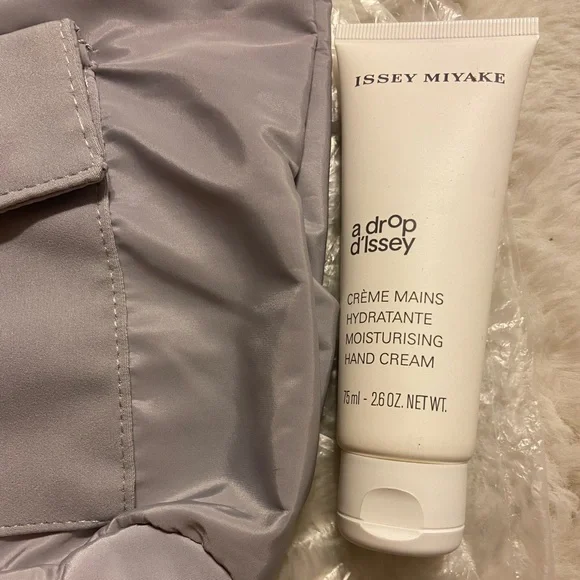 ISSEY MIYAKE
a drop
d'Issey
CRÈME MAINS
HYDRATANTE
MOISTURISING
HAND CREAM
75 ml - 2.6 OZ. NET WT.